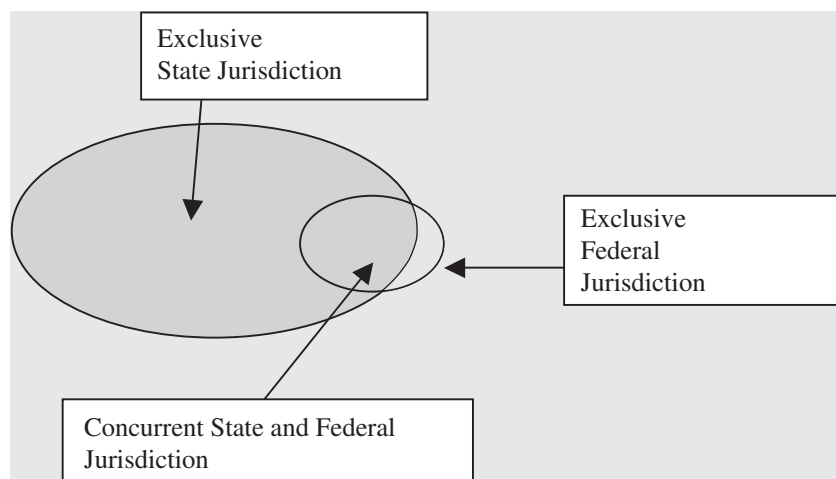 Exclusive
State Jurisdiction
Exclusive
Federal
Jurisdiction
Concurrent State and Federal
Jurisdiction